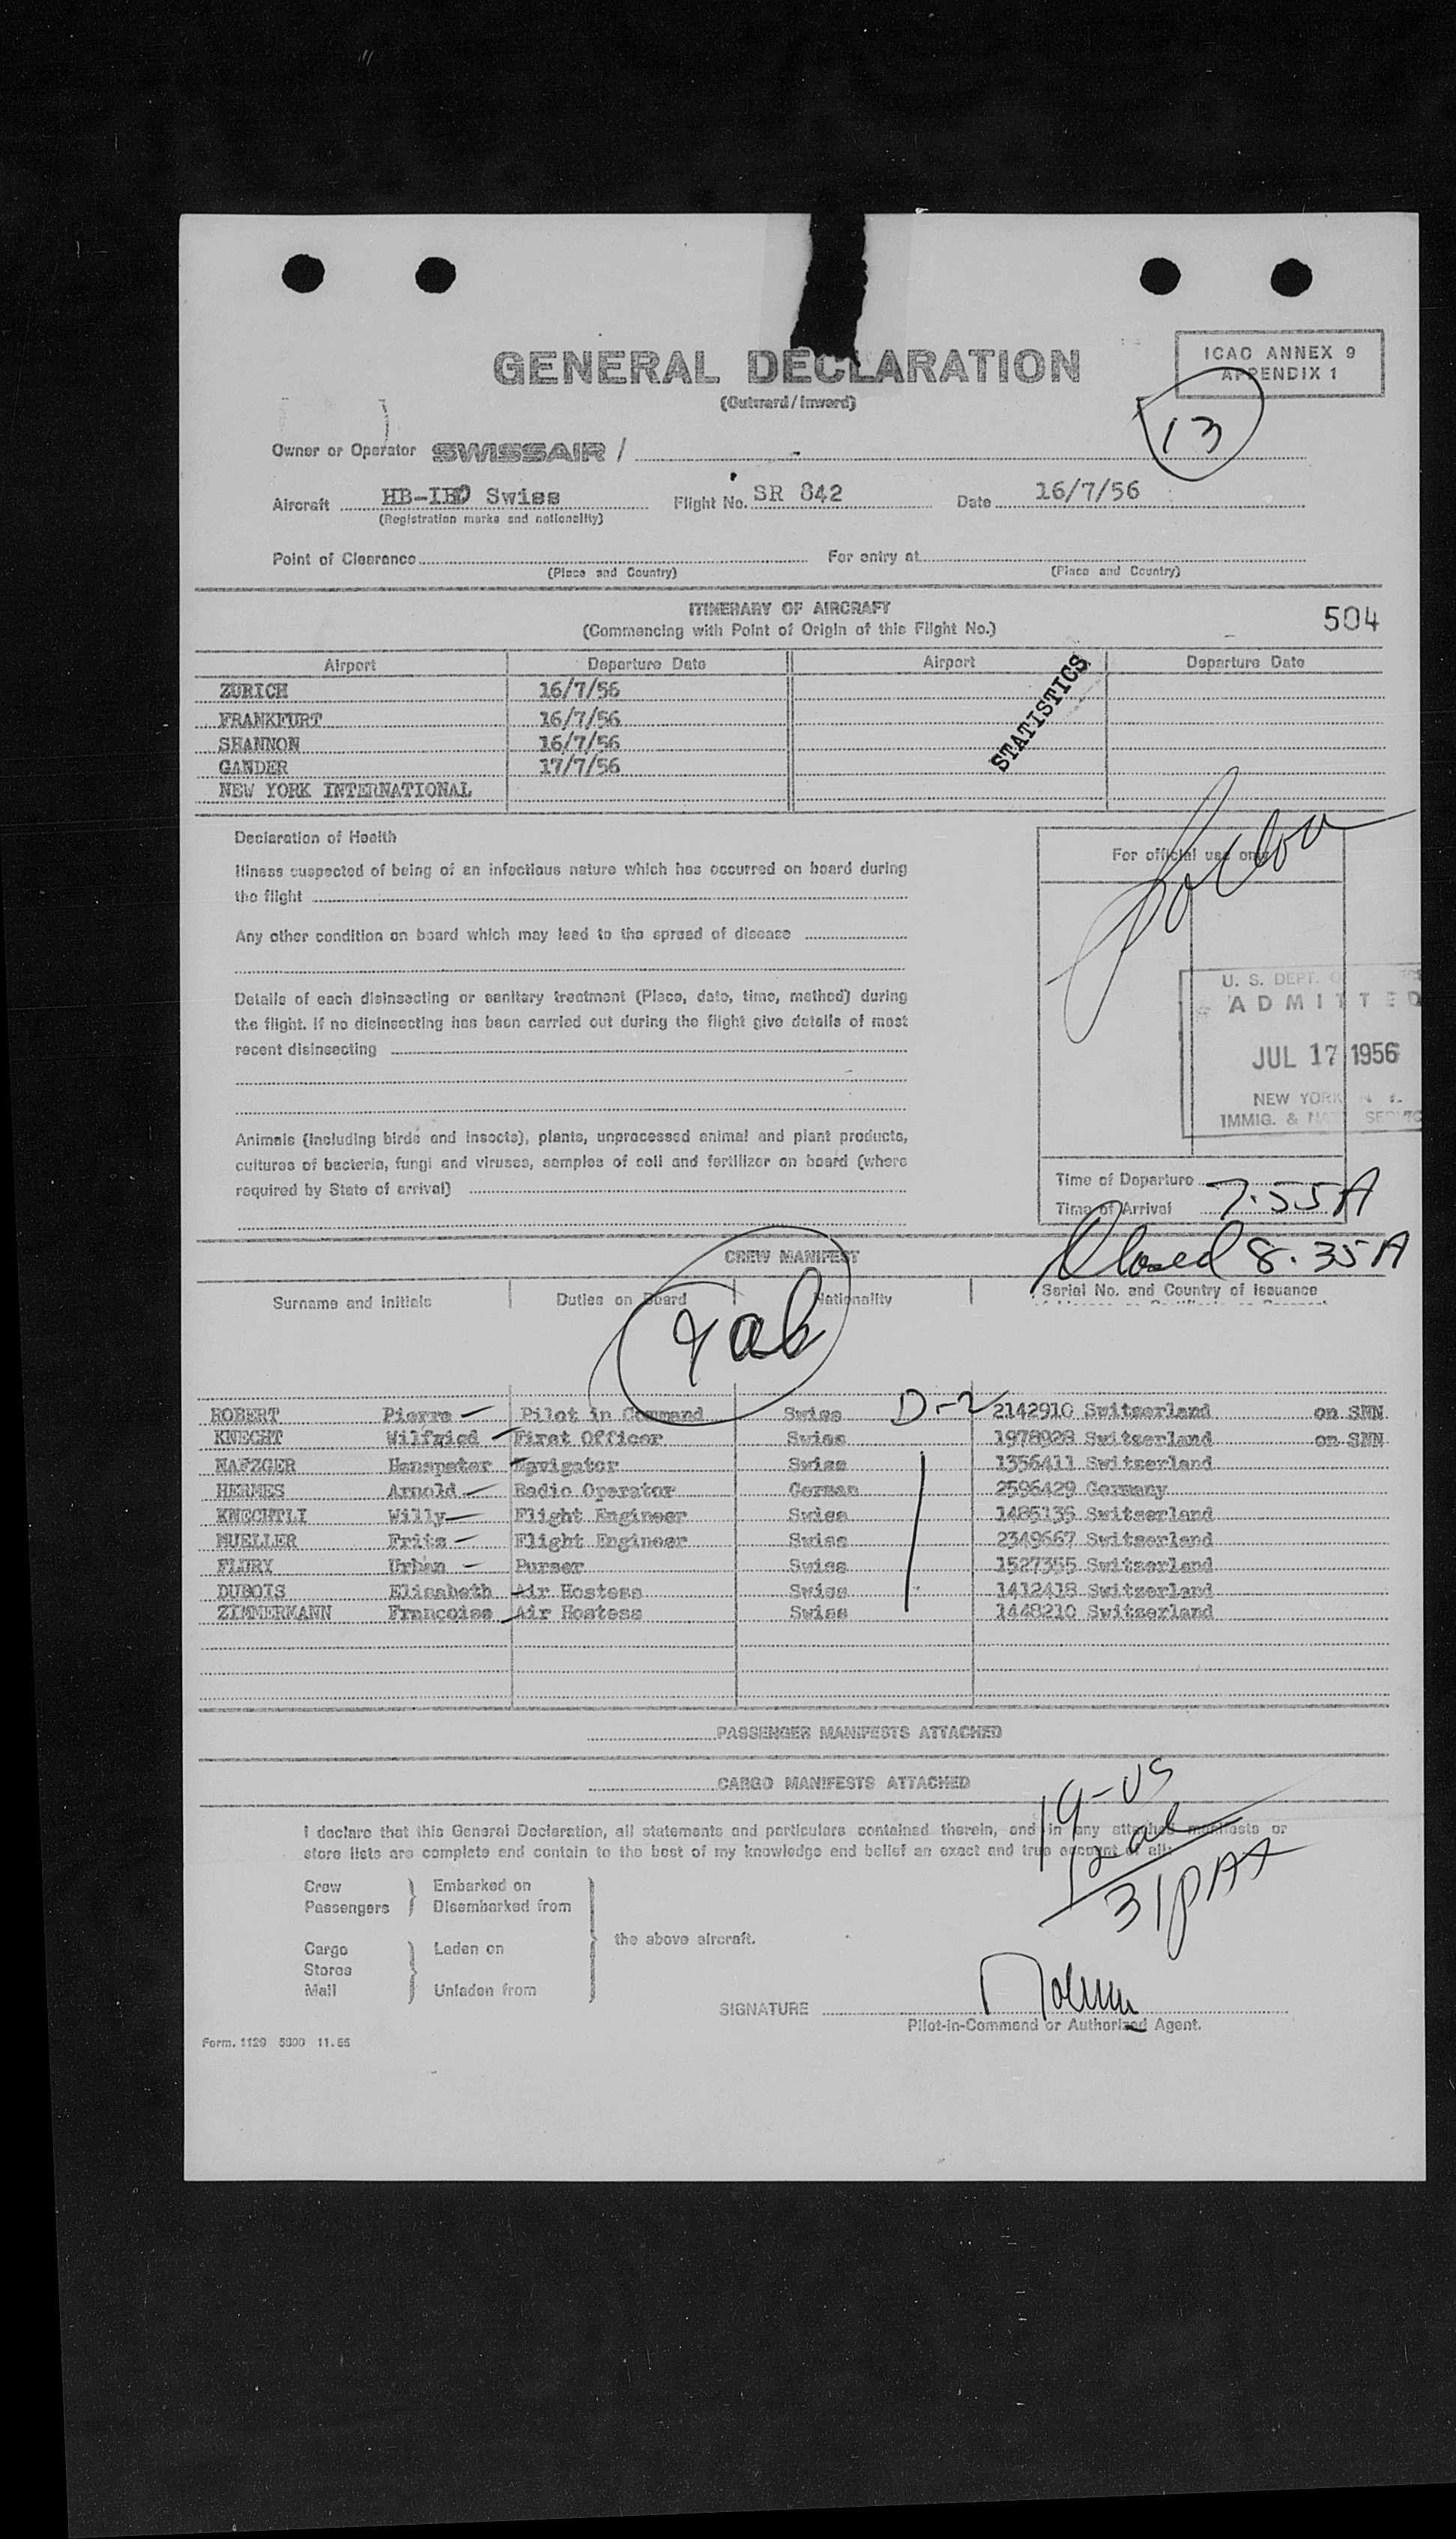 GENERAL DECLARATION
(Outward/Inward)
ICAO ANNEX 9
APPENDIX 1
13
Owner or Operator SWISSAIR /
Aircraft HB-IBO Swiss Flight No. SR 842 Date 16/7/56
(Registration marks and nationality)
Point of Clearance For entry at
(Place and Country) (Place and Country)
ITINERARY OF AIRCRAFT
(Commencing with Point of Origin of this Flight No.)
504
Airport Departure Date Airport Departure Date
STATISTICS
ZURICH 16/7/56
FRANKFURT 16/7/56
SHANNON 16/7/56
GANDER 17/7/56
NEW YORK INTERNATIONAL
Declaration of Health
Illness suspected of being of an infectious nature which has occurred on board during
the flight
Any other condition on board which may lead to the spread of disease
Details of each disinsecting or sanitary treatment (Place, date, time, method) during
the flight. If no disinsecting has been carried out during the flight give details of most
recent disinsecting
Animals (including birds and insects), plants, unprocessed animal and plant products,
cultures of bacteria, fungi and viruses, samples of soil and fertilizer on board (where
required by State of arrival)
For official use only
U. S. DEPT.
ADMITTED
JUL 17 1956
NEW YORK N. Y.
IMMIG. &
Time of Departure
Time of Arrival 7.55A
Closed 8.35A
CREW MANIFEST
Surname and initials Duties on Board Nationality Serial No. and Country of issuance
D-2
ROBERT Pierre Pilot in Command Swiss 2142910 Switzerland on SNN
KNECHT Wilfried First Officer Swiss 1978928 Switzerland on SNN
NAFZGER Hanspeter Navigator Swiss 1356411 Switzerland
HERMES Arnold Radio Operator German 2596429 Germany
KNECHTLI Willy Flight Engineer Swiss 1485135 Switzerland
MUELLER Fritz Flight Engineer Swiss 2349667 Switzerland
FLURY Urban Purser Swiss 1527355 Switzerland
DUBOIS Elisabeth Air Hostess Swiss 1412418 Switzerland
ZIMMERMANN Francoise Air Hostess Swiss 1448210 Switzerland
PASSENGER MANIFESTS ATTACHED
CARGO MANIFESTS ATTACHED
19-US
12 al
31 PAX
I declare that this General Declaration, all statements and particulars contained therein, and in any attached manifests or
store lists are complete and contain to the best of my knowledge and belief an exact and true account of all:
Crew Embarked on
Passengers Disembarked from
the above aircraft.
Cargo Laden on
Stores
Mail Unladen from
SIGNATURE
Pilot-in-Command or Authorized Agent.
Form. 1129 5000 11.55